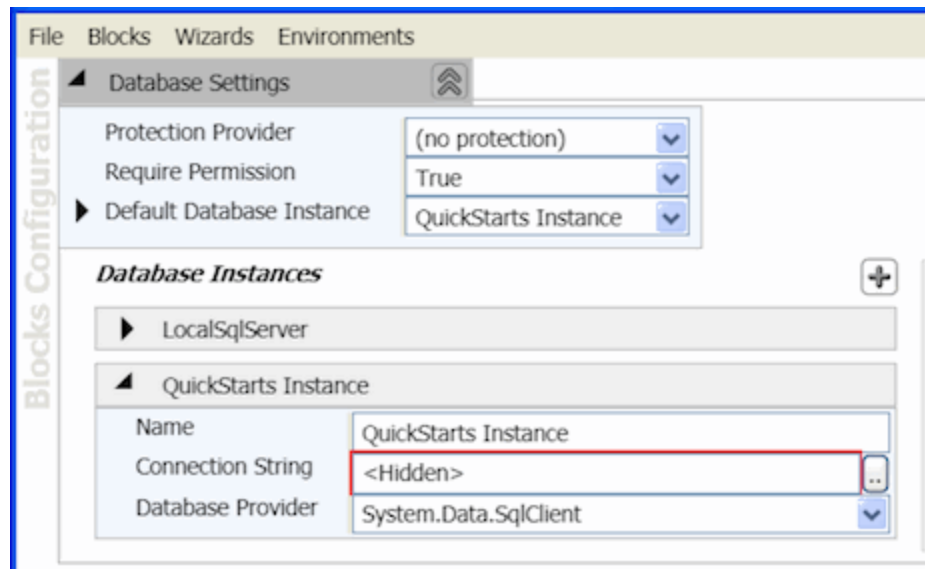 File Blocks Wizards Environments
Blocks Configuration
Database Settings
Protection Provider (no protection)
Require Permission True
Default Database Instance QuickStarts Instance
Database Instances
LocalSqlServer
QuickStarts Instance
Name QuickStarts Instance
Connection String <Hidden> ..
Database Provider System.Data.SqlClient